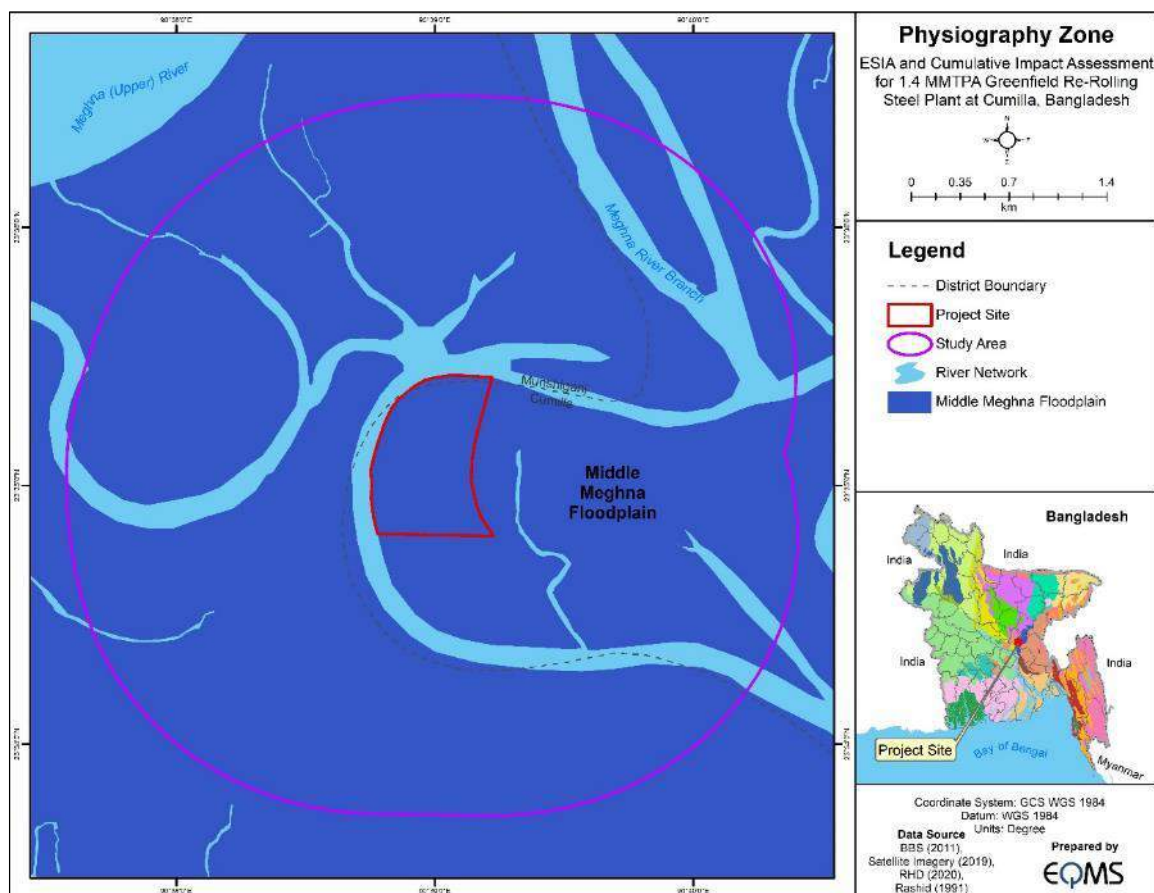 Physiography Zone
ESIA and Cumulative Impact Assessment
for 1.4 MMTPA Greenfield Re-Rolling
Steel Plant at Cumilla, Bangladesh
N
0 0.35 0.7 1.4
km
Legend
District Boundary
Project Site
Study Area
River Network
Middle Meghna Floodplain
Meghna (Upper) River
Meghna River Branch
Munshiganj
Cumilla
Middle
Meghna
Floodplain
Bangladesh
India
India
India
India
Project Site
Bay of Bengal
Myanmar
Coordinate System: GCS WGS 1984
Datum: WGS 1984
Units: Degree
Data Source
BBS (2011),
Satellite Imagery (2019),
RHD (2020),
Rashid (1991)
Prepared by
EQMS